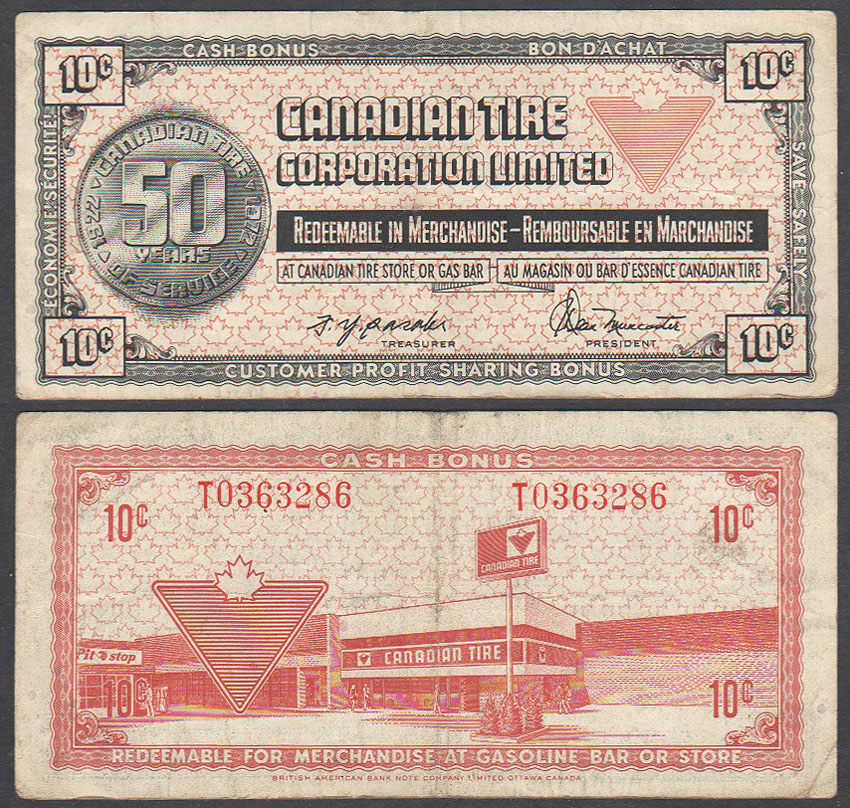 CASH BONUS BON D'ACHAT
10¢ 10¢
CANADIAN TIRE
CORPORATION LIMITED
ECONOMIE SÉCURITÉ
SAVE SAFELY
CANADIAN TIRE
1922 50 1972
YEARS
OF SERVICE
REDEEMABLE IN MERCHANDISE – REMBOURSABLE EN MARCHANDISE
AT CANADIAN TIRE STORE OR GAS BAR AU MAGASIN OU BAR D'ESSENCE CANADIAN TIRE
TREASURER PRESIDENT
10¢ 10¢
CUSTOMER PROFIT SHARING BONUS
CASH BONUS
T0363286 T0363286
10¢ 10¢
CANADIAN TIRE
Pit stop
CANADIAN TIRE
10¢ 10¢
REDEEMABLE FOR MERCHANDISE AT GASOLINE BAR OR STORE
BRITISH AMERICAN BANK NOTE COMPANY LIMITED OTTAWA CANADA